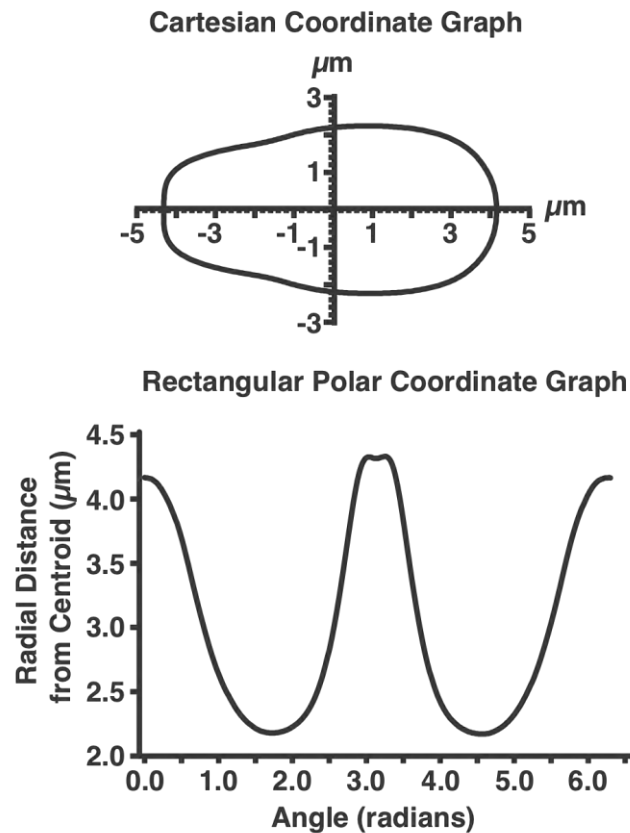 Cartesian Coordinate Graph
µm
3
1
µm
-5 -3 -1 1 3 5
-1
-3
Rectangular Polar Coordinate Graph
Radial Distance
from Centroid (µm)
4.5
4.0
3.5
3.0
2.5
2.0
0.0 1.0 2.0 3.0 4.0 5.0 6.0
Angle (radians)